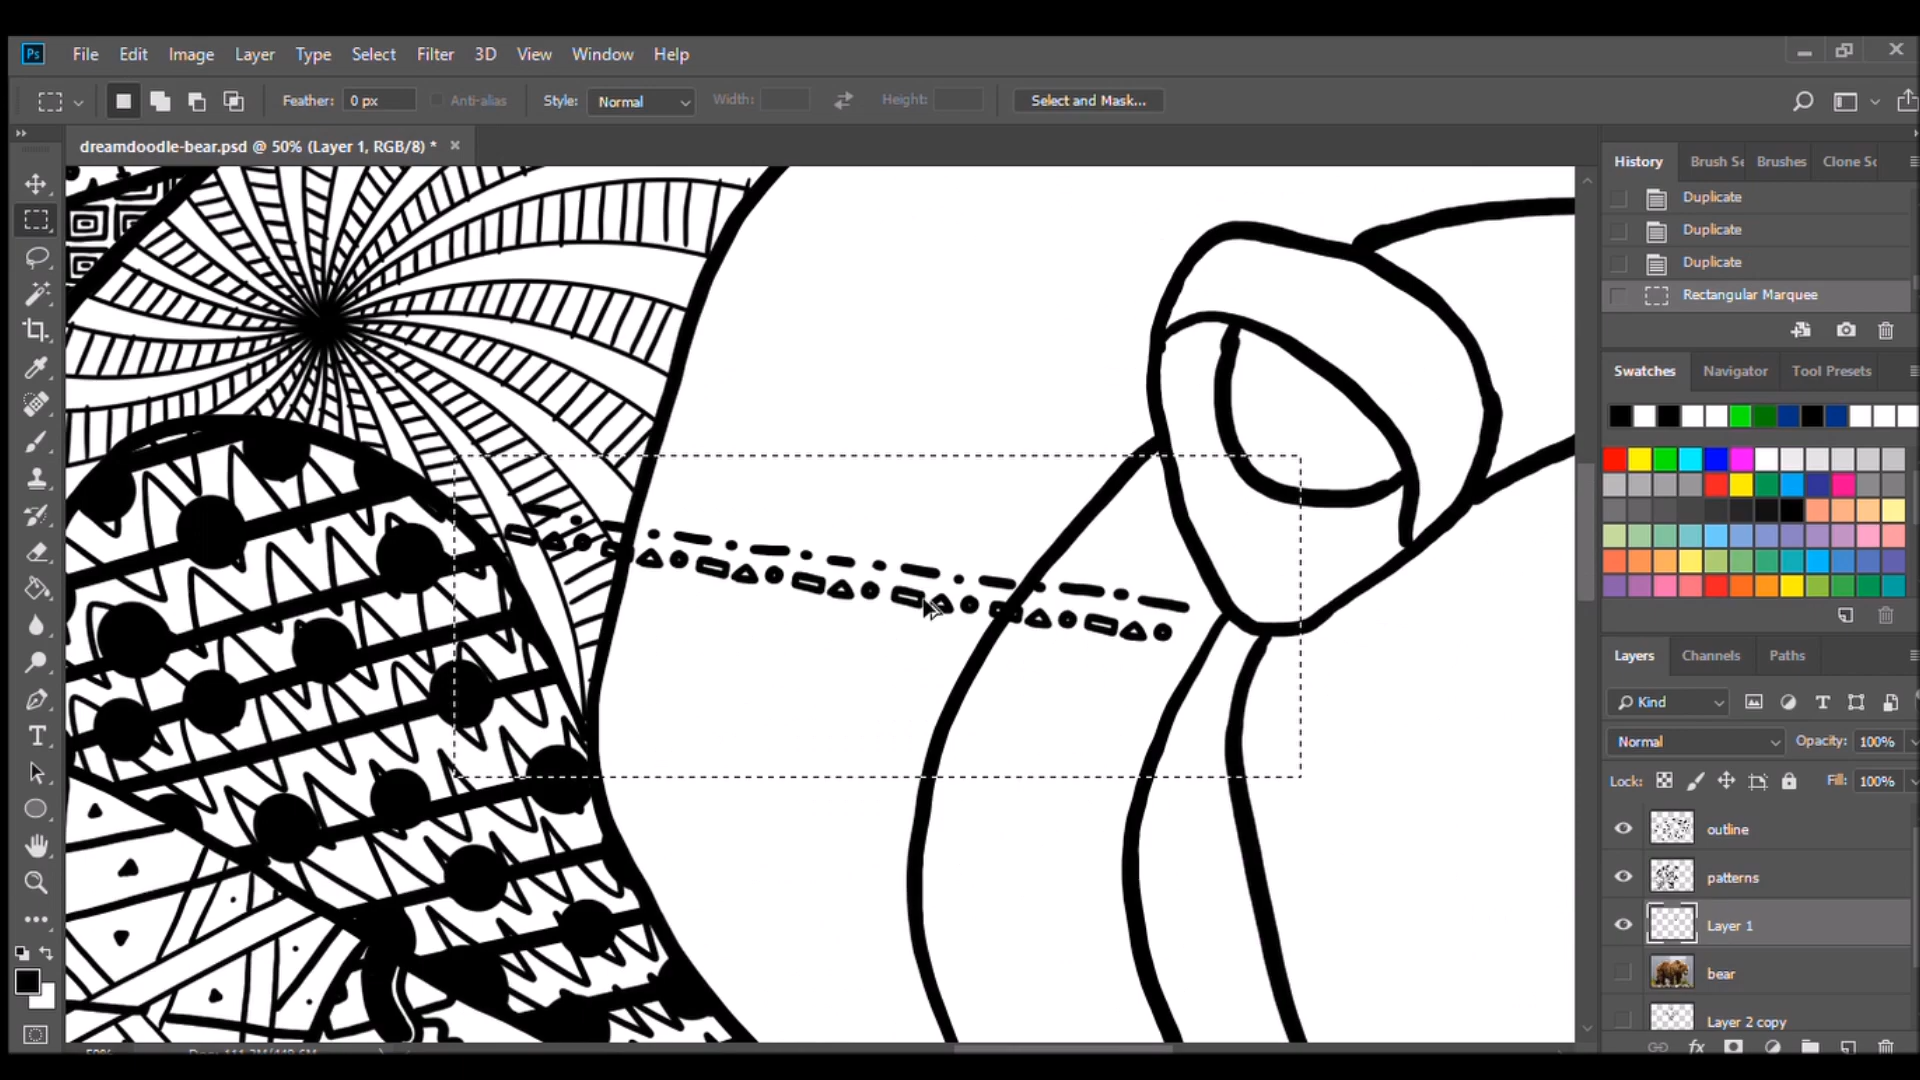 Ps File Edit Image Layer Type Select Filter 3D View Window Help
Feather: 0 px Anti-alias Style: Normal Width: Height: Select and Mask...
dreamdoodle-bear.psd @ 50% (Layer 1, RGB/8) *
History Brush Se Brushes Clone Sc
Duplicate
Duplicate
Duplicate
Rectangular Marquee
Swatches Navigator Tool Presets
Layers Channels Paths
Kind
Normal Opacity: 100%
Lock: Fill: 100%
outline
patterns
Layer 1
bear
Layer 2 copy
fx